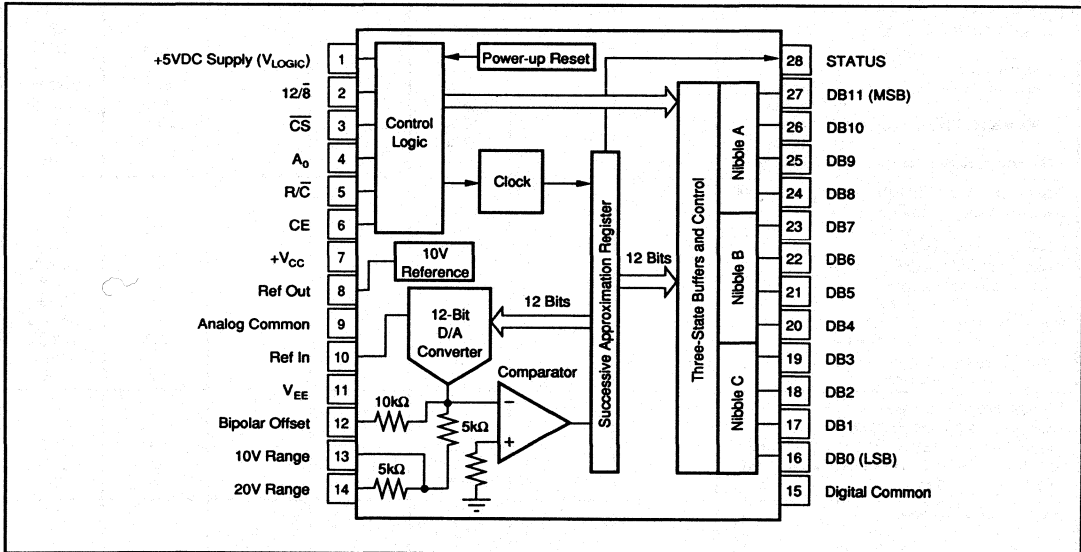 +5VDC Supply (VLOGIC) 1
12/8̅ 2
C̅S̅ 3
A0 4
R/C̅ 5
CE 6
+VCC 7
Ref Out 8
Analog Common 9
Ref In 10
VEE 11
Bipolar Offset 12
10V Range 13
20V Range 14
Control
Logic
Power-up Reset
Clock
10V
Reference
12-Bit
D/A
Converter
12 Bits
Comparator
10kΩ
5kΩ
5kΩ
–
+
Successive Approximation Register
12 Bits
Three-State Buffers and Control
Nibble A
Nibble B
Nibble C
28 STATUS
27 DB11 (MSB)
26 DB10
25 DB9
24 DB8
23 DB7
22 DB6
21 DB5
20 DB4
19 DB3
18 DB2
17 DB1
16 DB0 (LSB)
15 Digital Common